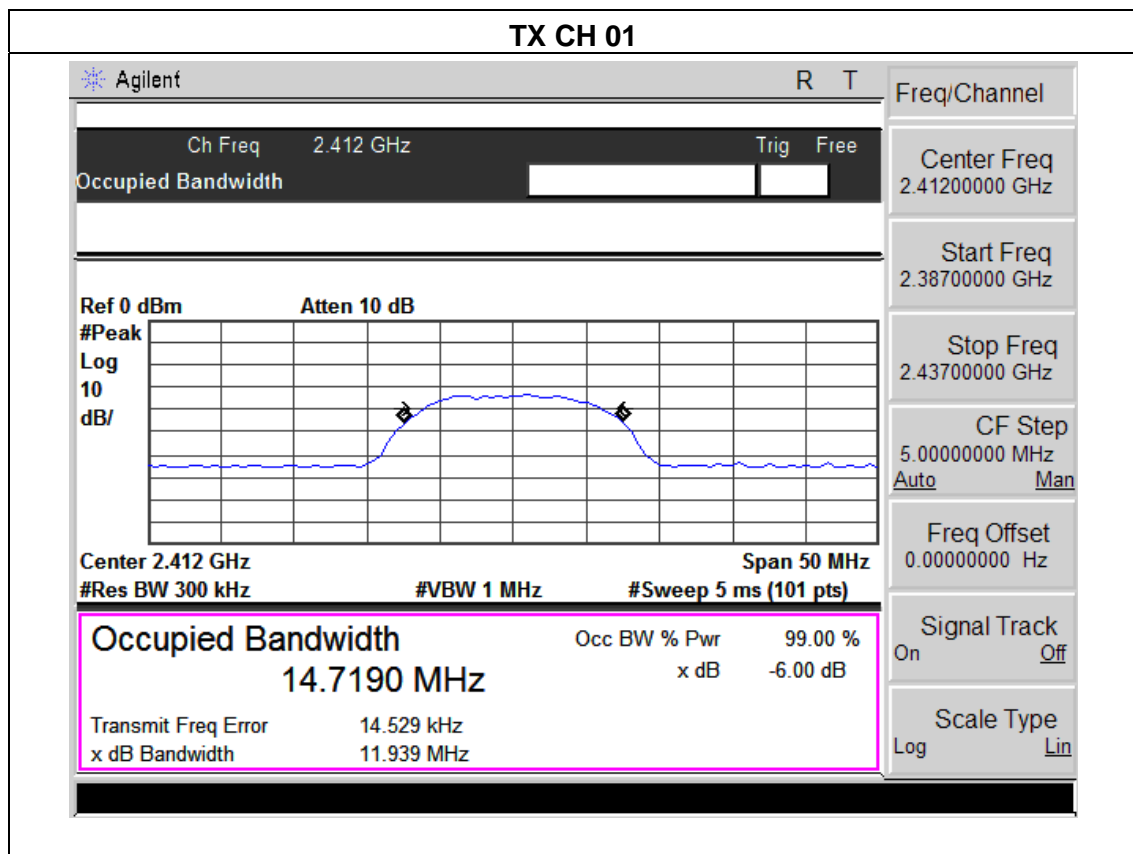 TX CH 01
Agilent R T
Ch Freq 2.412 GHz Trig Free
Occupied Bandwidth
Ref 0 dBm Atten 10 dB
#Peak
Log
10
dB/
Center 2.412 GHz Span 50 MHz
#Res BW 300 kHz #VBW 1 MHz #Sweep 5 ms (101 pts)
Occupied Bandwidth Occ BW % Pwr 99.00 %
14.7190 MHz x dB -6.00 dB
Transmit Freq Error 14.529 kHz
x dB Bandwidth 11.939 MHz
Freq/Channel
Center Freq
2.41200000 GHz
Start Freq
2.38700000 GHz
Stop Freq
2.43700000 GHz
CF Step
5.00000000 MHz
Auto Man
Freq Offset
0.00000000 Hz
Signal Track
On Off
Scale Type
Log Lin